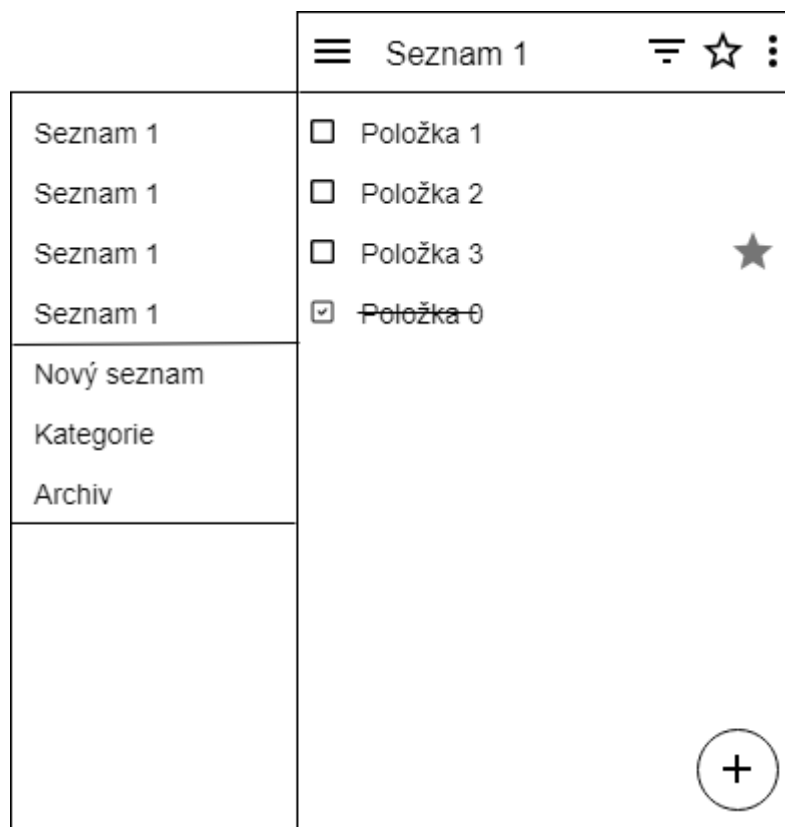 Seznam 1
Seznam 1
Seznam 1
Seznam 1
Seznam 1
Nový seznam
Kategorie
Archiv
Položka 1
Položka 2
Položka 3
Položka 0